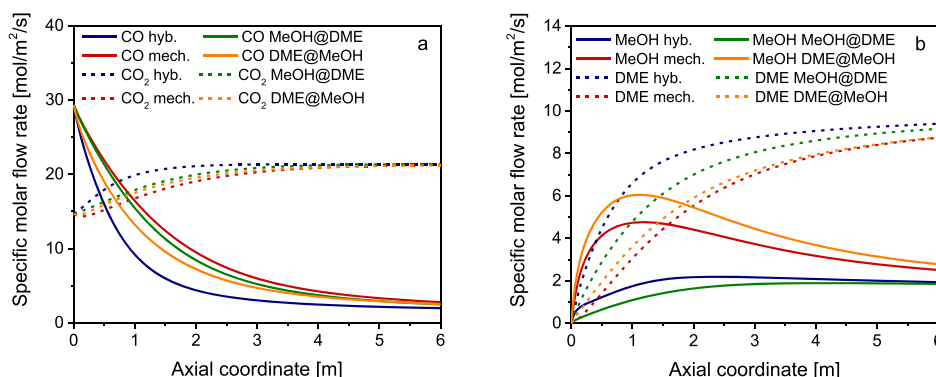 40
30
20
10
0
Specific molar flow rate [mol/m²/s]
CO hyb.
CO mech.
CO₂ hyb.
CO₂ mech.
CO MeOH@DME
CO DME@MeOH
CO₂ MeOH@DME
CO₂ DME@MeOH
a
0 1 2 3 4 5 6
Axial coordinate [m]
14
12
10
8
6
4
2
0
Specific molar flow rate [mol/m²/s]
MeOH hyb.
MeOH mech.
DME hyb.
DME mech.
MeOH MeOH@DME
MeOH DME@MeOH
DME MeOH@DME
DME DME@MeOH
b
0 1 2 3 4 5 6
Axial coordinate [m]